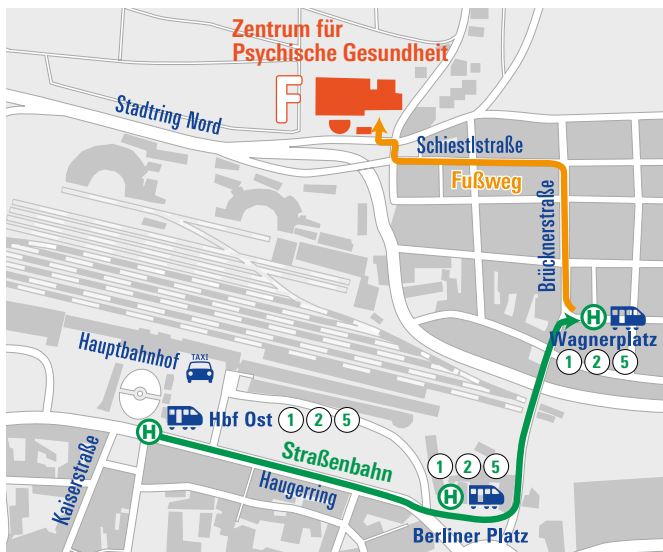 Zentrum für
Psychische Gesundheit
F
Stadtring Nord
Schiestlstraße
Fußweg
Brücknerstraße
H
Wagnerplatz
1 2 5
Hauptbahnhof
TAXI
H
Hbf Ost 1 2 5
Straßenbahn
Haugerring
Kaiserstraße
1 2 5
H
Berliner Platz